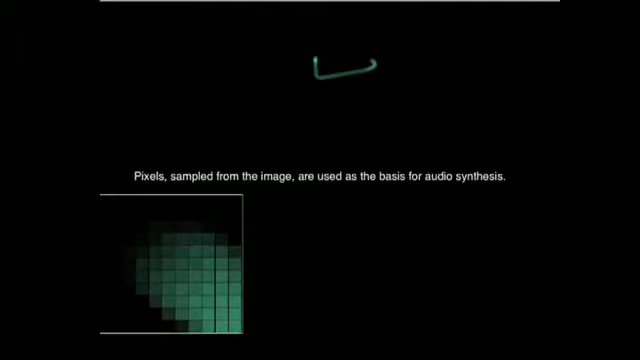 Pixels, sampled from the image, are used as the basis for audio synthesis.